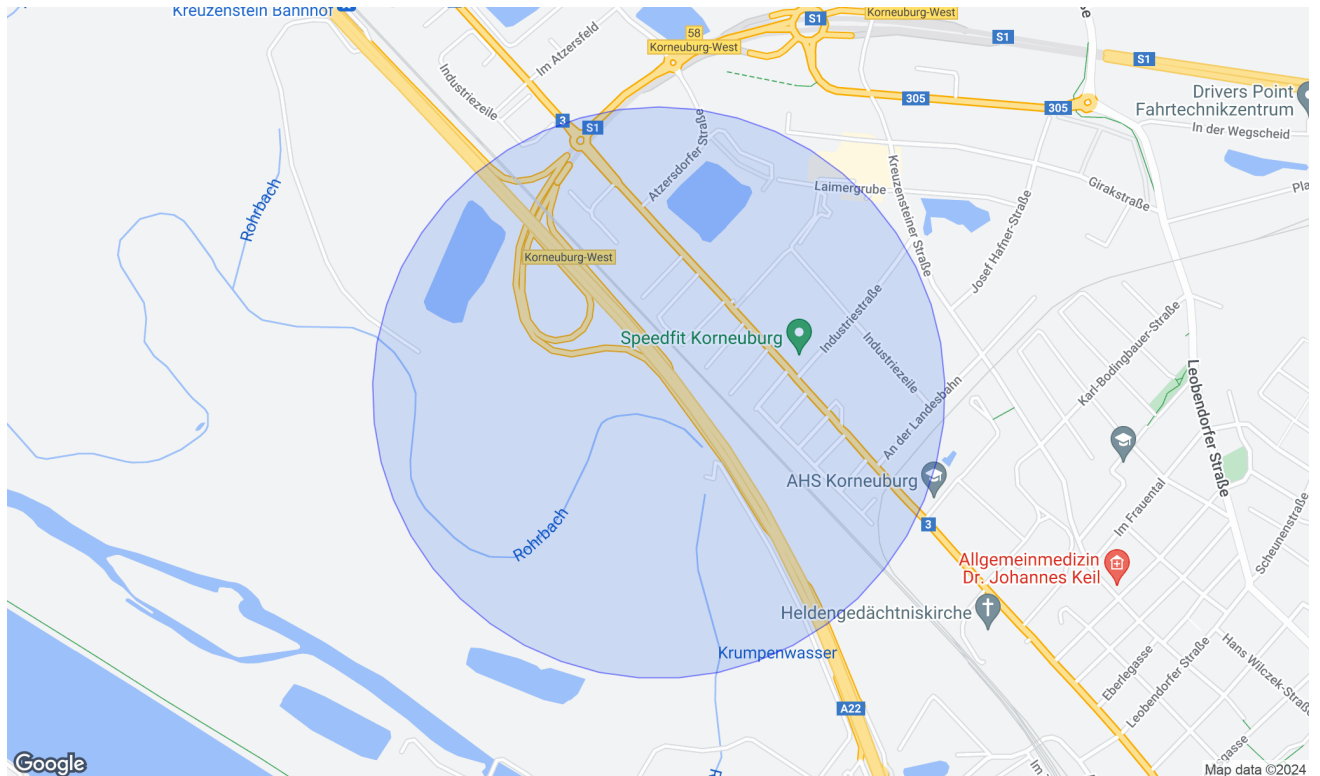 Kreuzenstein Bahnhof
Korneuburg-West
S1
S1
58
Korneuburg-West
S1
Im Atzersfeld
Industriezeile
305
305
Drivers Point
Fahrtechnikzentrum
In der Wegscheid
3
S1
Atzersdorfer Straße
Laimergrube
Kreuzensteiner Straße
Girakstraße
Rohrbach
Josef Hafner-Straße
Korneuburg-West
Speedfit Korneuburg
Industriestraße
Industriezeile
Karl-Bodingbauer-Straße
Leobendorfer Straße
An der Landesbahn
AHS Korneuburg
3
Im Frauental
Rohrbach
Scheunenstraße
Allgemeinmedizin
Dr. Johannes Keil
Heldengedächtniskirche
Krumpenwasser
Eberlegasse
Leobendorfer Straße
Hans Wilczek-Straße
A22
Google
Map data ©2024